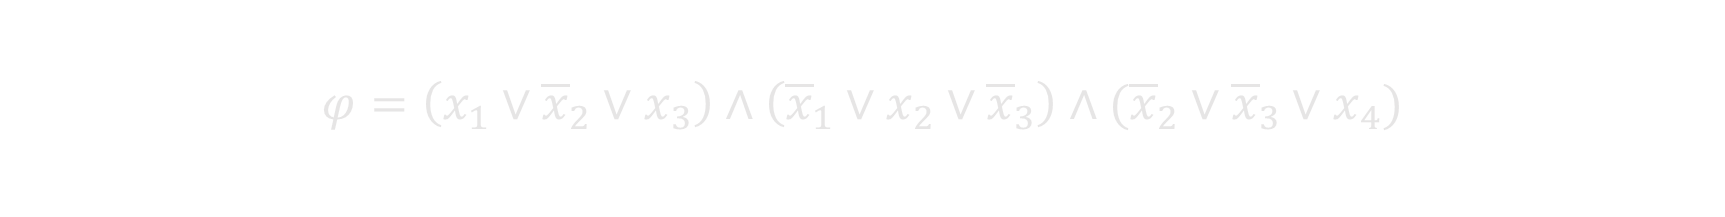 φ = (x₁ ∨ x̅₂ ∨ x₃) ∧ (x̅₁ ∨ x₂ ∨ x̅₃) ∧ (x̅₂ ∨ x̅₃ ∨ x₄)